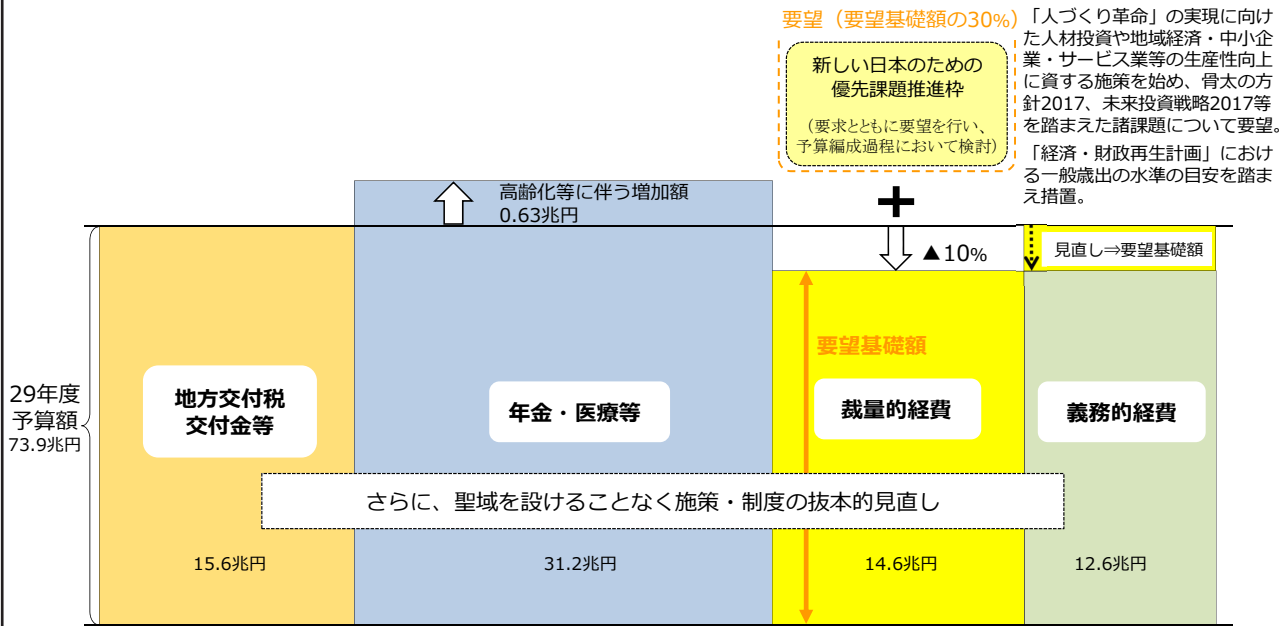 要望（要望基礎額の30%）
新しい日本のための
優先課題推進枠
（要求とともに要望を行い、
予算編成過程において検討）
「人づくり革命」の実現に向け
た人材投資や地域経済・中小企
業・サービス業等の生産性向上
に資する施策を始め、骨太の方
針2017、未来投資戦略2017等
を踏まえた諸課題について要望。
「経済・財政再生計画」におけ
る一般歳出の水準の目安を踏ま
え措置。
高齢化等に伴う増加額
0.63兆円
+
▲10%
見直し⇒要望基礎額
要望基礎額
29年度
予算額
73.9兆円
地方交付税
交付金等
年金・医療等
裁量的経費
義務的経費
さらに、聖域を設けることなく施策・制度の抜本的見直し
15.6兆円
31.2兆円
14.6兆円
12.6兆円